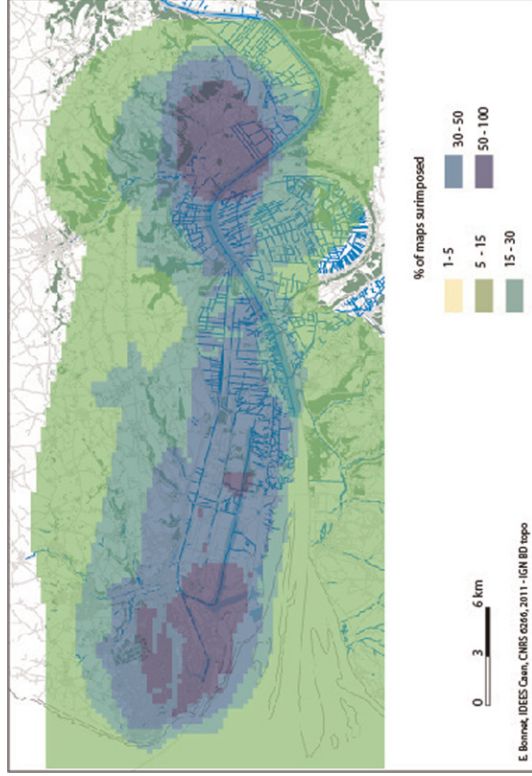 % of maps surimposed
1 - 5
5 - 15
15 - 30
30 - 50
50 - 100
0 3 6 km
E. Bonnet, IDEES Caen, CNRS 6266, 2011 - IGN BD topo